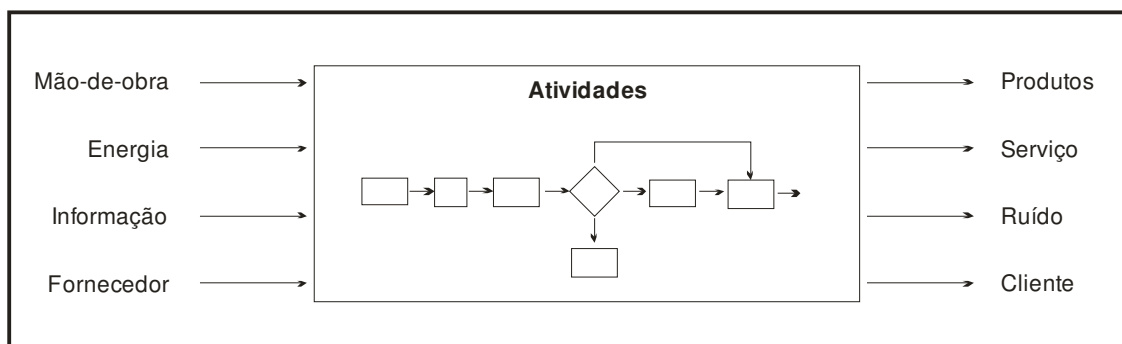 Mão-de-obra
Energia
Informação
Fornecedor
Atividades
Produtos
Serviço
Ruído
Cliente